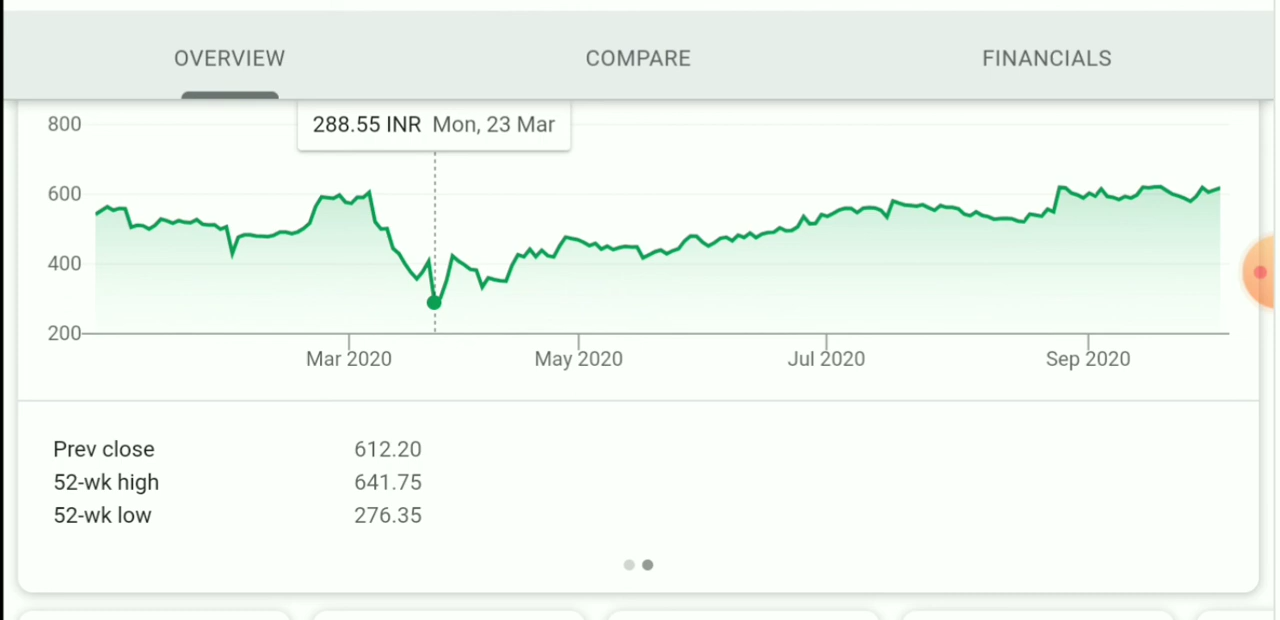 OVERVIEW COMPARE FINANCIALS
288.55 INR Mon, 23 Mar
800
600
400
200
Mar 2020 May 2020 Jul 2020 Sep 2020
Prev close 612.20
52-wk high 641.75
52-wk low 276.35